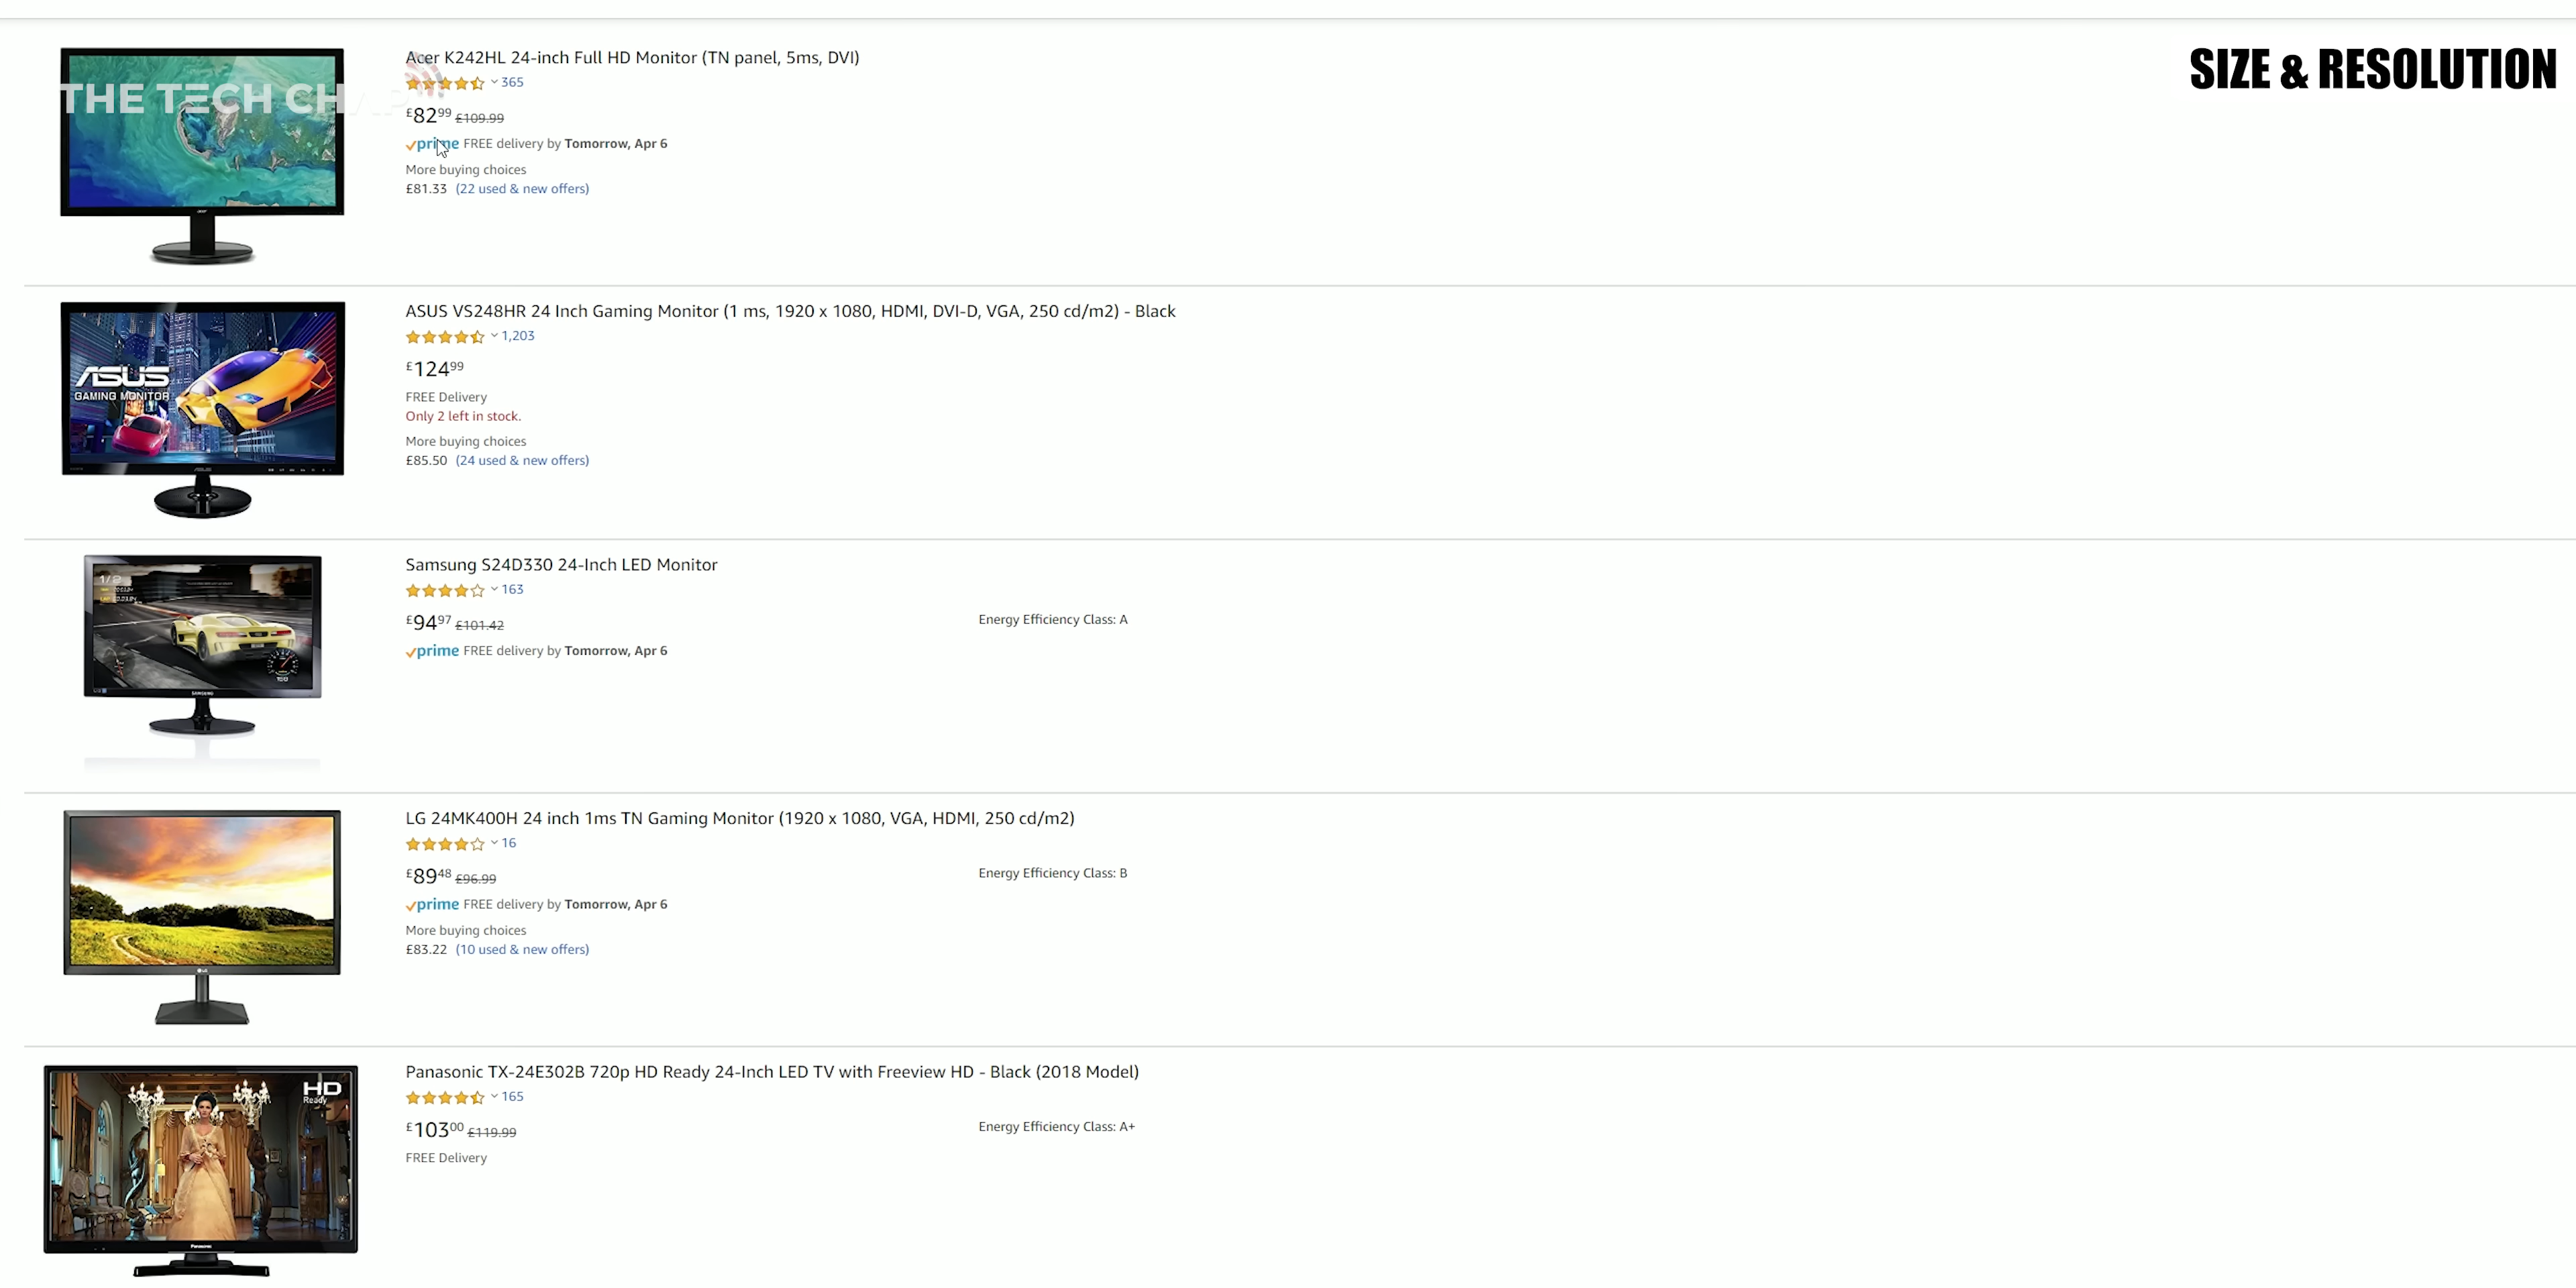 SIZE & RESOLUTION
THE TECH CHAP
Acer K242HL 24-inch Full HD Monitor (TN panel, 5ms, DVI)
365
£82.99 £109.99
prime FREE delivery by Tomorrow, Apr 6
More buying choices
£81.33 (22 used & new offers)
ASUS
GAMING MONITOR
ASUS VS248HR 24 Inch Gaming Monitor (1 ms, 1920 x 1080, HDMI, DVI-D, VGA, 250 cd/m2) - Black
1,203
£124.99
FREE Delivery
Only 2 left in stock.
More buying choices
£85.50 (24 used & new offers)
1/2
SAMSUNG
Samsung S24D330 24-Inch LED Monitor
163
£94.97 £101.42
Energy Efficiency Class: A
prime FREE delivery by Tomorrow, Apr 6
LG
LG 24MK400H 24 inch 1ms TN Gaming Monitor (1920 x 1080, VGA, HDMI, 250 cd/m2)
16
£89.48 £96.99
Energy Efficiency Class: B
prime FREE delivery by Tomorrow, Apr 6
More buying choices
£83.22 (10 used & new offers)
HD
Ready
Panasonic
Panasonic TX-24E302B 720p HD Ready 24-Inch LED TV with Freeview HD - Black (2018 Model)
165
£103.00 £119.99
Energy Efficiency Class: A+
FREE Delivery